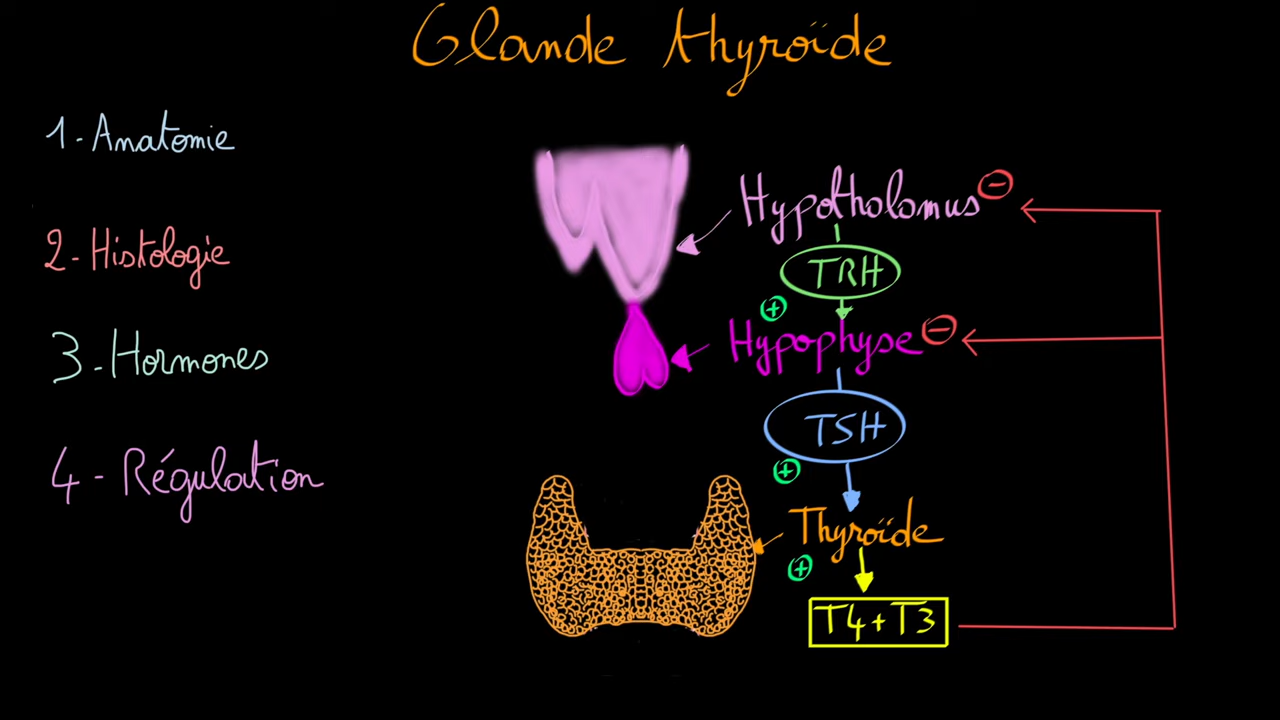 Glande thyroïde
1. Anatomie
2. Histologie
3. Hormones
4 - Régulation
Hypotholomus -
TRH
+
Hypophyse -
TSH
+
Thyroïde
+
T4 + T3